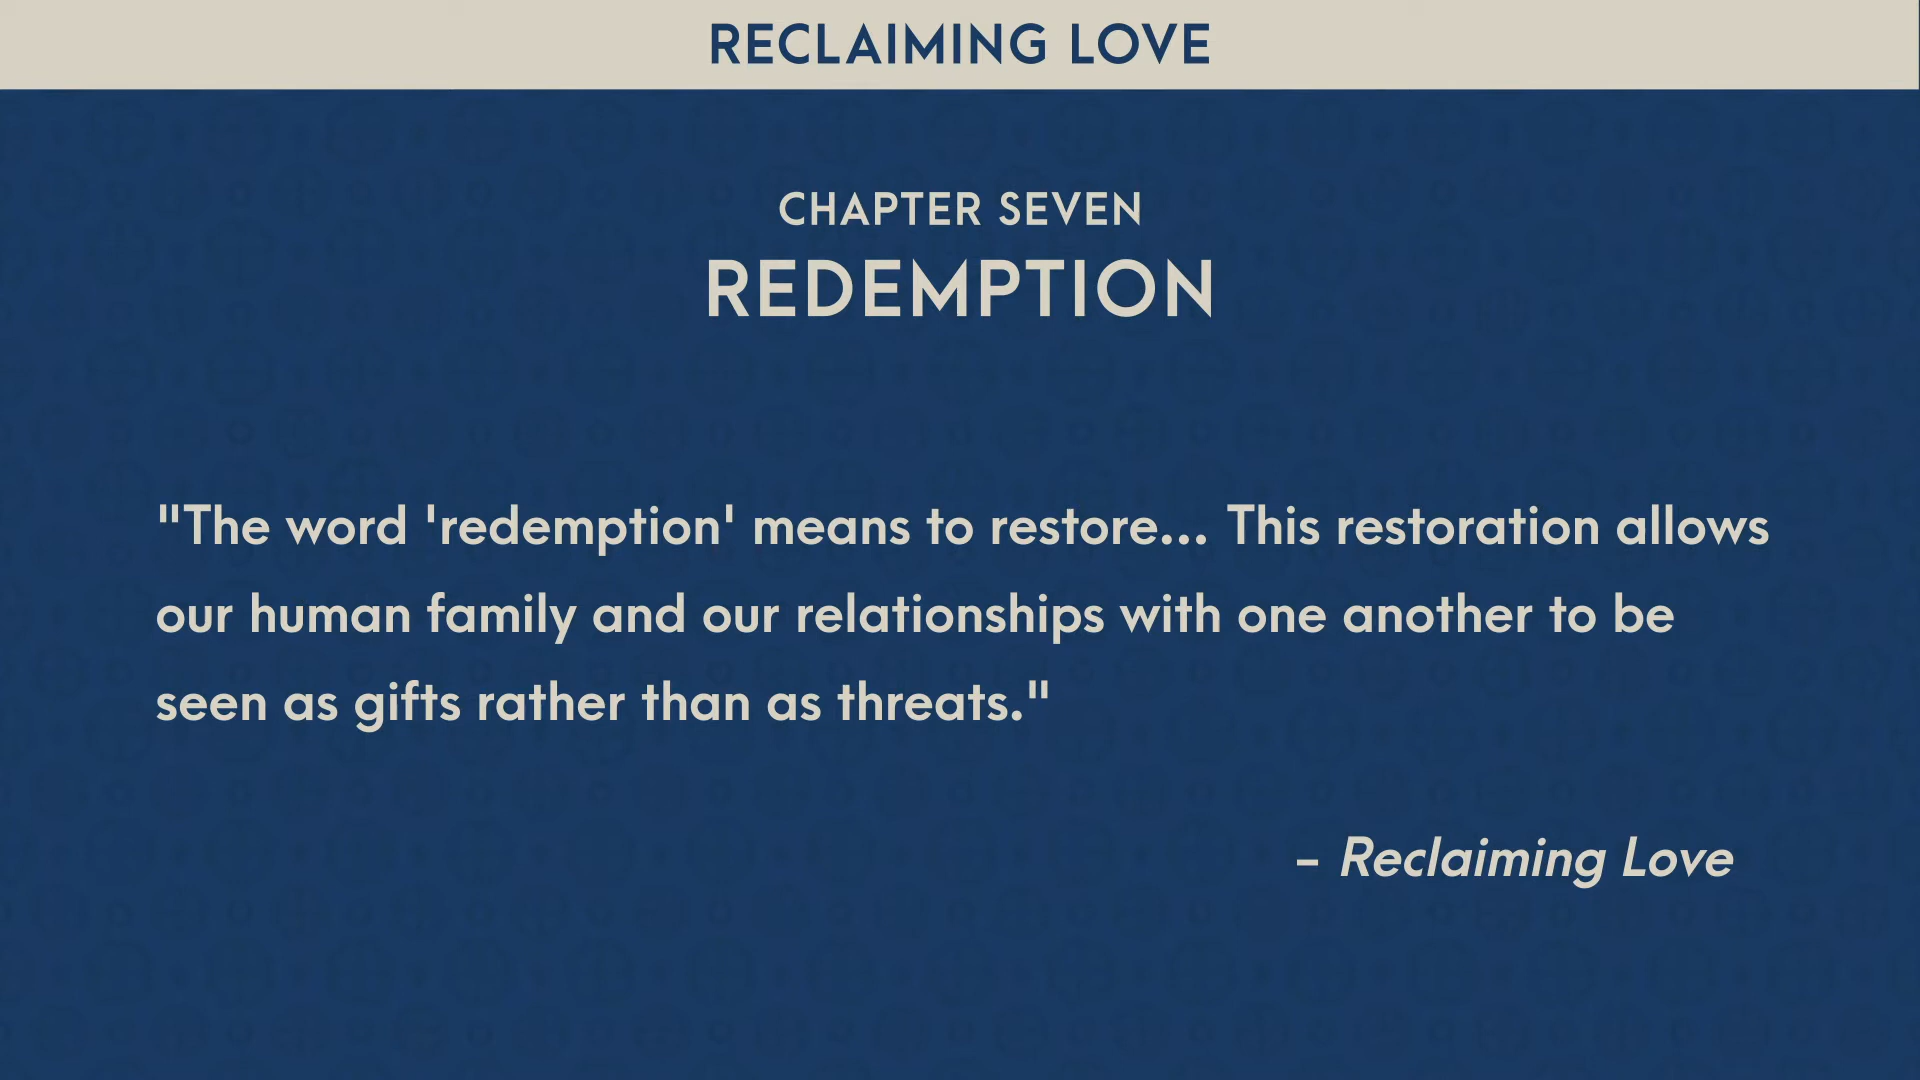 RECLAIMING LOVE
CHAPTER SEVEN
REDEMPTION
"The word 'redemption' means to restore... This restoration allows
our human family and our relationships with one another to be
seen as gifts rather than as threats."
– Reclaiming Love